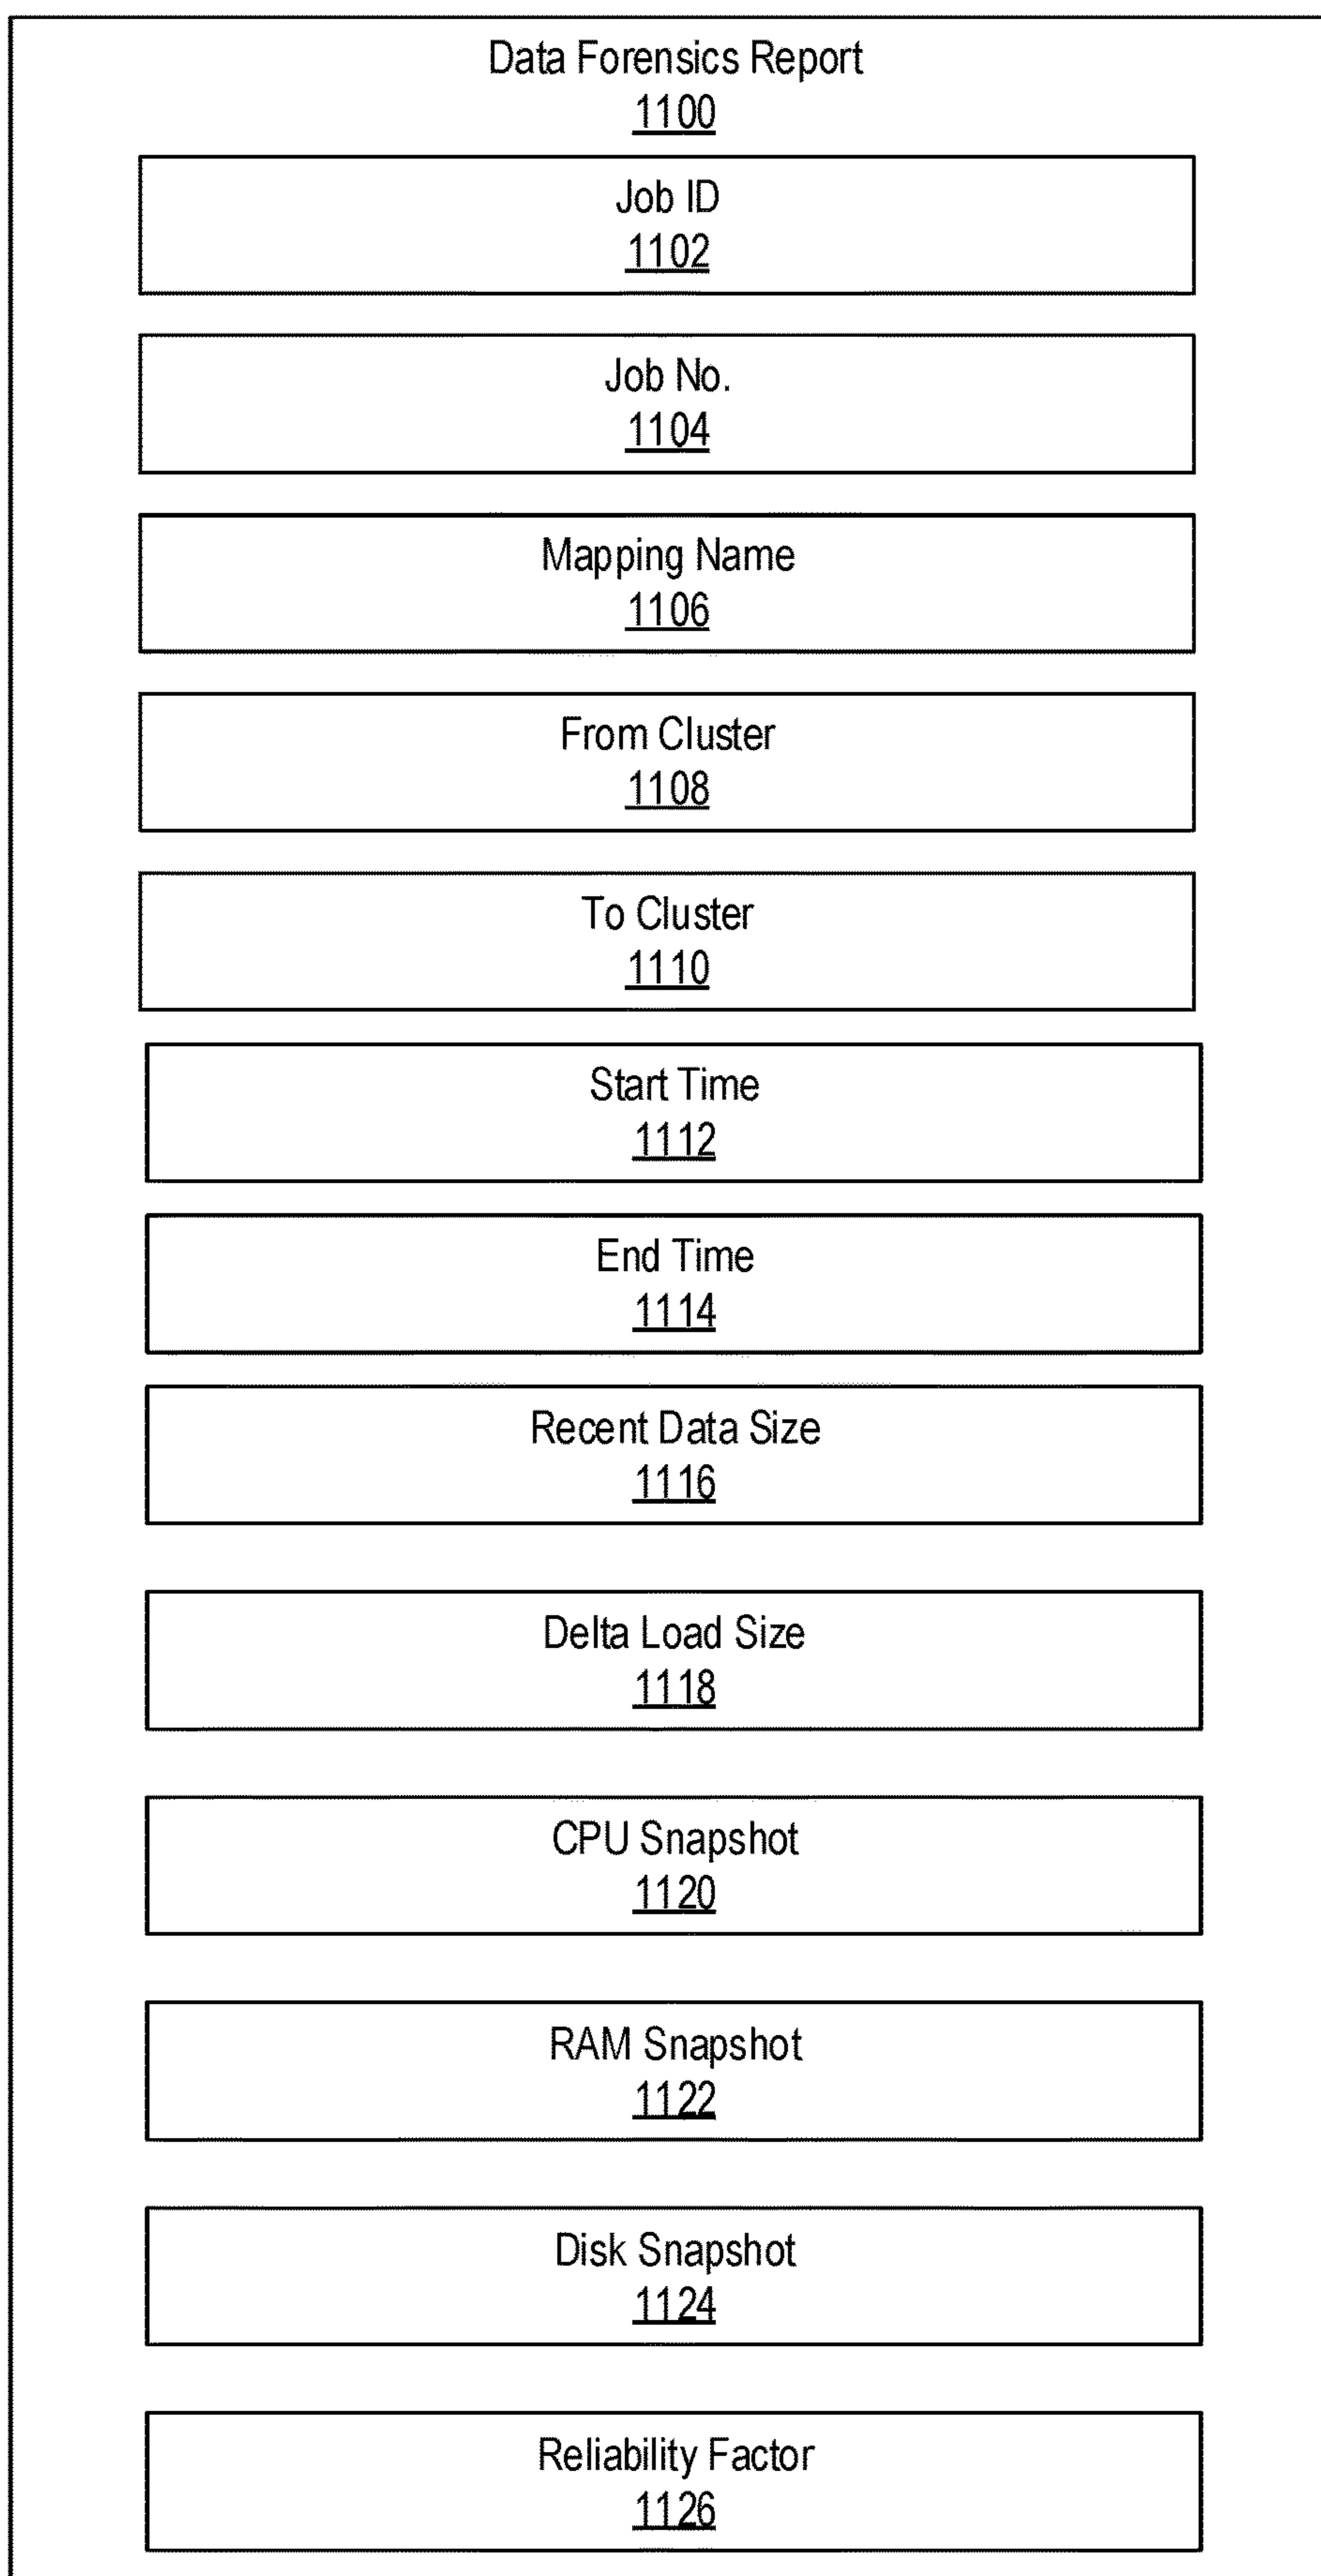 Data Forensics Report
1100
Job ID
1102
Job No.
1104
Mapping Name
1106
From Cluster
1108
To Cluster
1110
Start Time
1112
End Time
1114
Recent Data Size
1116
Delta Load Size
1118
CPU Snapshot
1120
RAM Snapshot
1122
Disk Snapshot
1124
Reliability Factor
1126